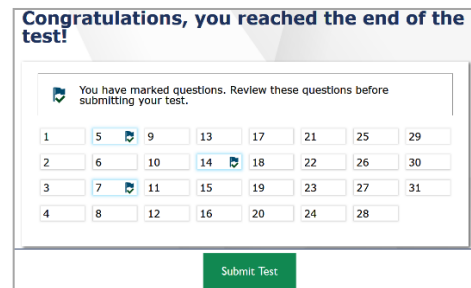 Congratulations, you reached the end of the
test!
You have marked questions. Review these questions before
submitting your test.
1 5 9 13 17 21 25 29
2 6 10 14 18 22 26 30
3 7 11 15 19 23 27 31
4 8 12 16 20 24 28
Submit Test